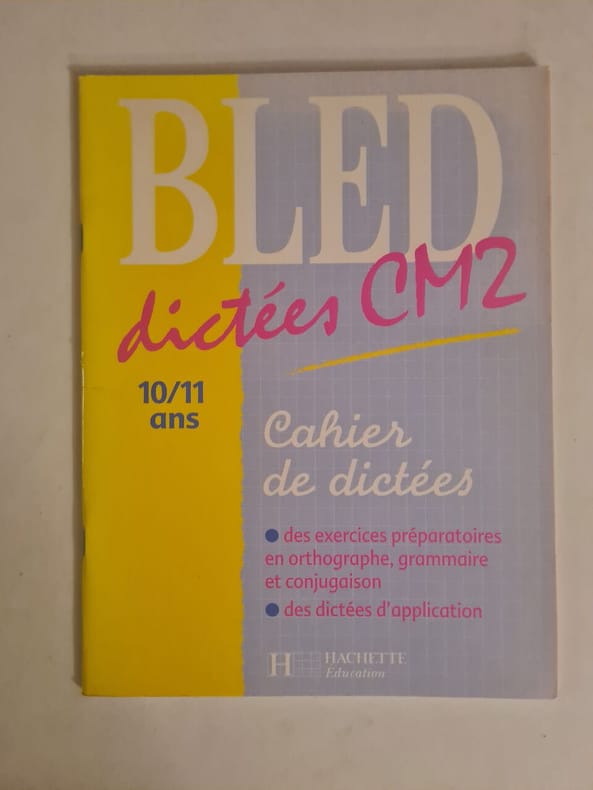 BLED
dictées CM2
10/11
ans
Cahier
de dictées
● des exercices préparatoires
en orthographe, grammaire
et conjugaison
● des dictées d'application
H HACHETTE
Education